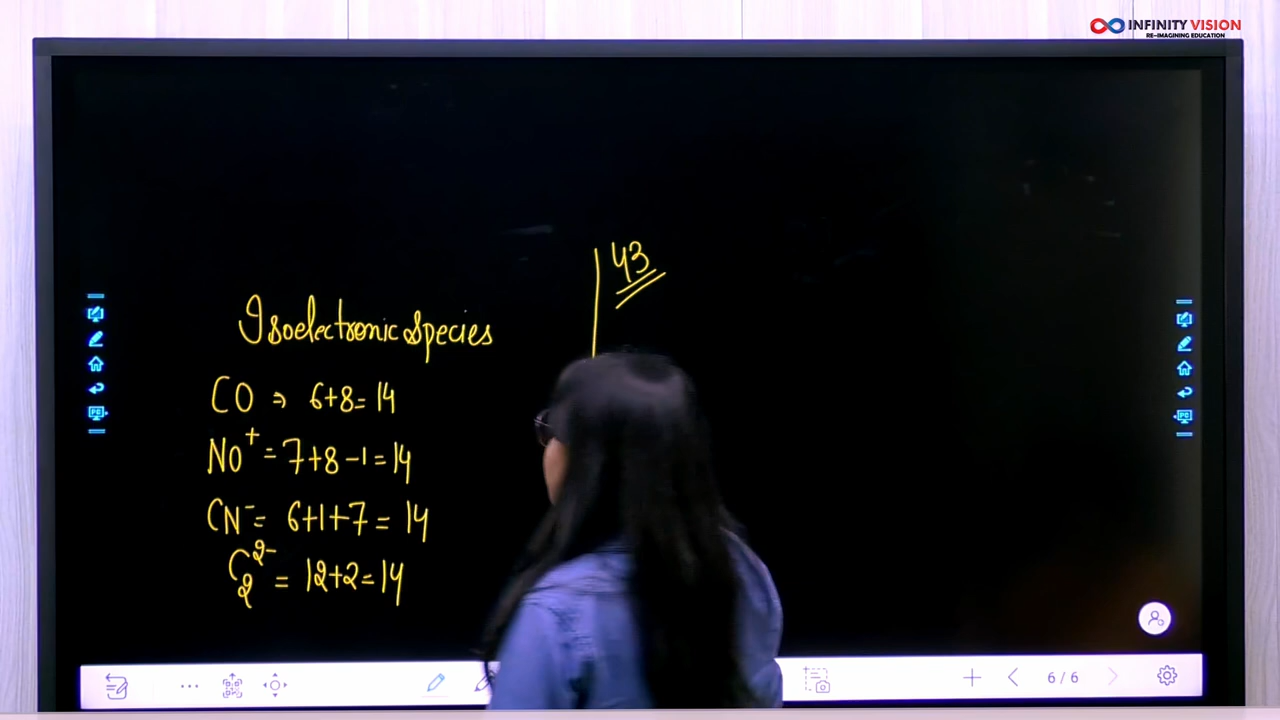 INFINITY VISION
RE-IMAGINING EDUCATION
43
Isoelectronic Species
CO ⇒ 6+8=14
NO⁺ = 7+8-1=14
CN⁻ = 6+1+7=14
C₂²⁻ = 12+2=14
6/6